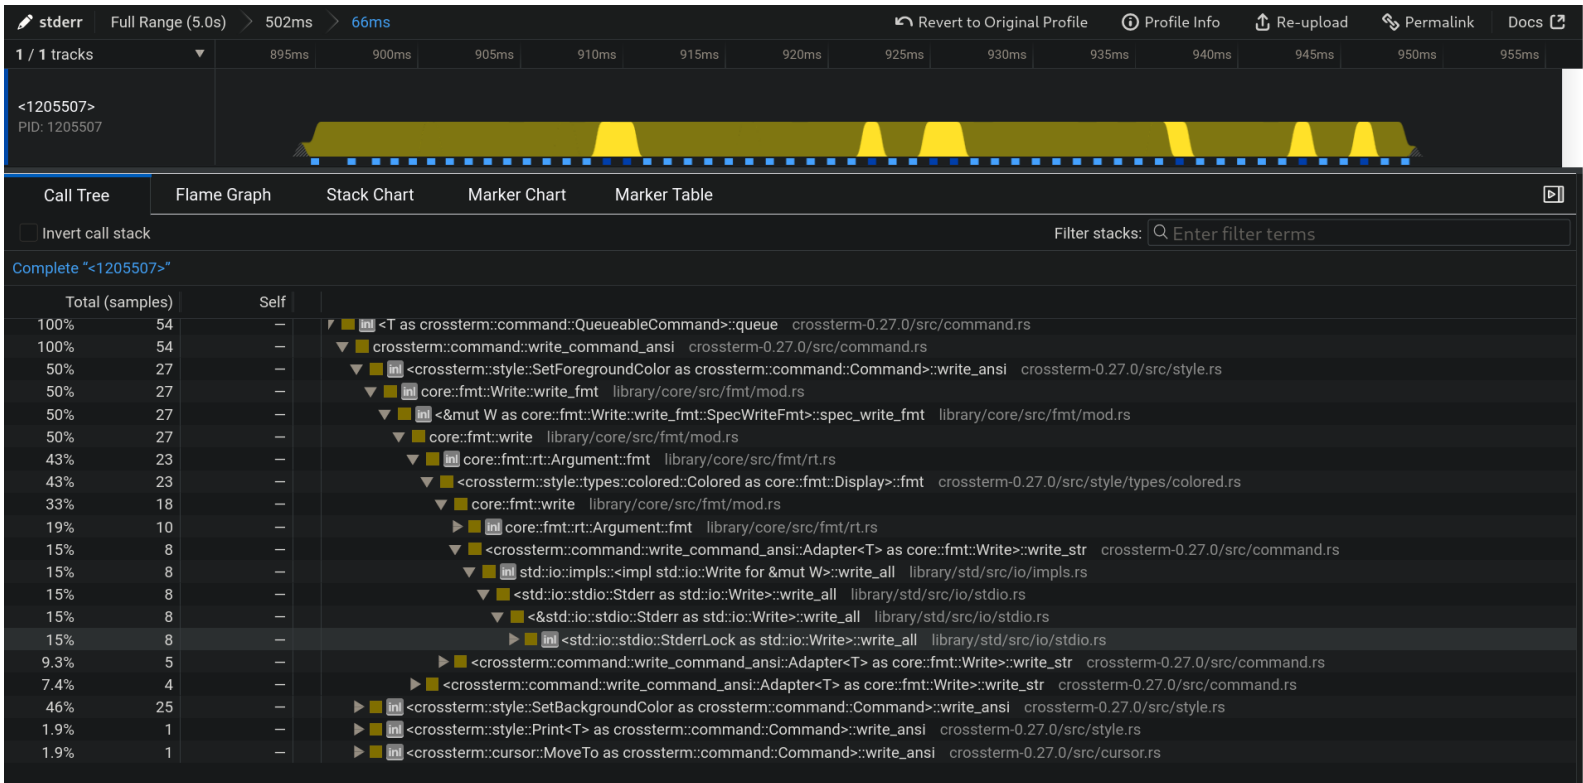 stderr Full Range (5.0s) 502ms 66ms Revert to Original Profile Profile Info Re-upload Permalink Docs
1 / 1 tracks 895ms 900ms 905ms 910ms 915ms 920ms 925ms 930ms 935ms 940ms 945ms 950ms 955ms
<1205507>
PID: 1205507
Call Tree Flame Graph Stack Chart Marker Chart Marker Table
Invert call stack Filter stacks: Enter filter terms
Complete “<1205507>”
Total (samples) Self
100% 54 — inl <T as crossterm::command::QueueableCommand>::queue crossterm-0.27.0/src/command.rs
100% 54 — crossterm::command::write_command_ansi crossterm-0.27.0/src/command.rs
50% 27 — inl <crossterm::style::SetForegroundColor as crossterm::command::Command>::write_ansi crossterm-0.27.0/src/style.rs
50% 27 — inl core::fmt::Write::write_fmt library/core/src/fmt/mod.rs
50% 27 — inl <&mut W as core::fmt::Write::write_fmt::SpecWriteFmt>::spec_write_fmt library/core/src/fmt/mod.rs
50% 27 — core::fmt::write library/core/src/fmt/mod.rs
43% 23 — inl core::fmt::rt::Argument::fmt library/core/src/fmt/rt.rs
43% 23 — <crossterm::style::types::colored::Colored as core::fmt::Display>::fmt crossterm-0.27.0/src/style/types/colored.rs
33% 18 — core::fmt::write library/core/src/fmt/mod.rs
19% 10 — inl core::fmt::rt::Argument::fmt library/core/src/fmt/rt.rs
15% 8 — <crossterm::command::write_command_ansi::Adapter<T> as core::fmt::Write>::write_str crossterm-0.27.0/src/command.rs
15% 8 — inl std::io::impls::<impl std::io::Write for &mut W>::write_all library/std/src/io/impls.rs
15% 8 — <std::io::stdio::Stderr as std::io::Write>::write_all library/std/src/io/stdio.rs
15% 8 — <&std::io::stdio::Stderr as std::io::Write>::write_all library/std/src/io/stdio.rs
15% 8 — inl <std::io::stdio::StderrLock as std::io::Write>::write_all library/std/src/io/stdio.rs
9.3% 5 — <crossterm::command::write_command_ansi::Adapter<T> as core::fmt::Write>::write_str crossterm-0.27.0/src/command.rs
7.4% 4 — <crossterm::command::write_command_ansi::Adapter<T> as core::fmt::Write>::write_str crossterm-0.27.0/src/command.rs
46% 25 — inl <crossterm::style::SetBackgroundColor as crossterm::command::Command>::write_ansi crossterm-0.27.0/src/style.rs
1.9% 1 — inl <crossterm::style::Print<T> as crossterm::command::Command>::write_ansi crossterm-0.27.0/src/style.rs
1.9% 1 — inl <crossterm::cursor::MoveTo as crossterm::command::Command>::write_ansi crossterm-0.27.0/src/cursor.rs